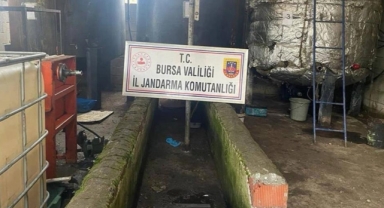 T.C.
BURSA VALİLİĞİ
İL JANDARMA KOMUTANLIĞI